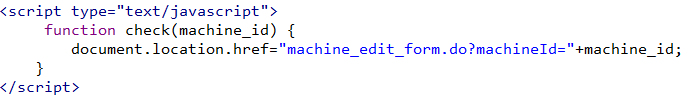 <script type="text/javascript">
function check(machine_id) {
document.location.href="machine_edit_form.do?machineId="+machine_id;
}
</script>